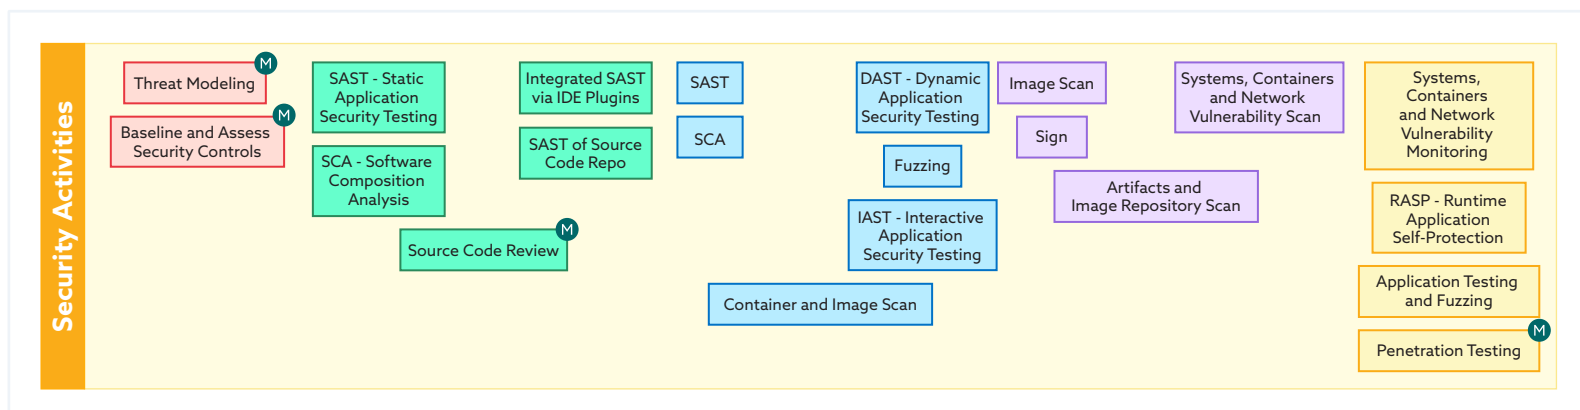 Security Activities
Threat Modeling
M
Baseline and Assess
Security Controls
M
SAST - Static
Application
Security Testing
SCA - Software
Composition
Analysis
Source Code Review
M
Integrated SAST
via IDE Plugins
SAST of Source
Code Repo
SAST
SCA
Container and Image Scan
DAST - Dynamic
Application
Security Testing
Fuzzing
IAST - Interactive
Application
Security Testing
Image Scan
Sign
Artifacts and
Image Repository Scan
Systems, Containers
and Network
Vulnerability Scan
Systems,
Containers
and Network
Vulnerability
Monitoring
RASP - Runtime
Application
Self-Protection
Application Testing
and Fuzzing
Penetration Testing
M